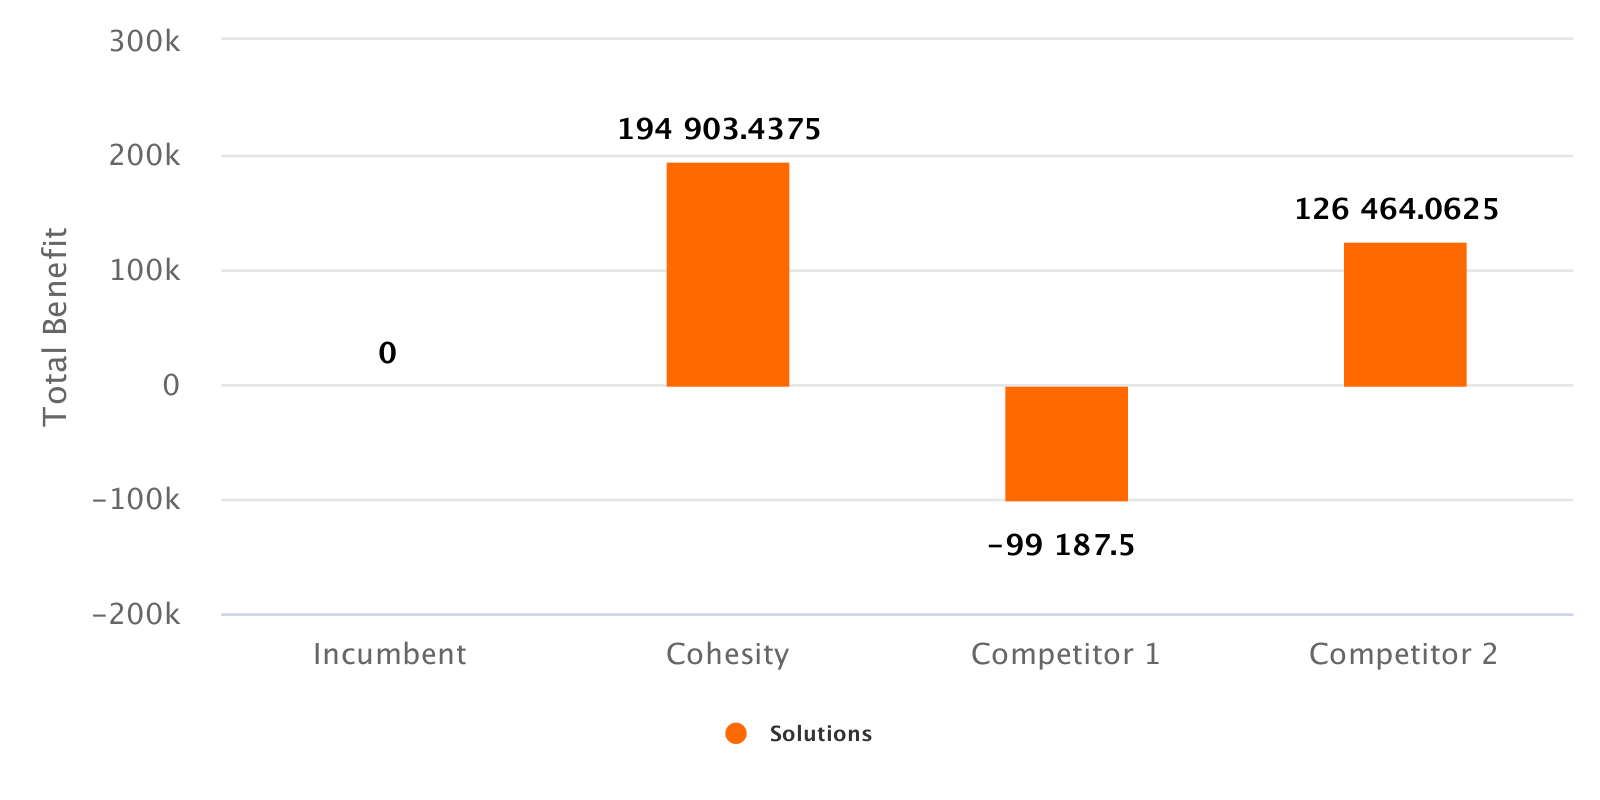 300k
200k
100k
0
−100k
−200k
Total Benefit
0
194 903.4375
−99 187.5
126 464.0625
Incumbent
Cohesity
Competitor 1
Competitor 2
Solutions